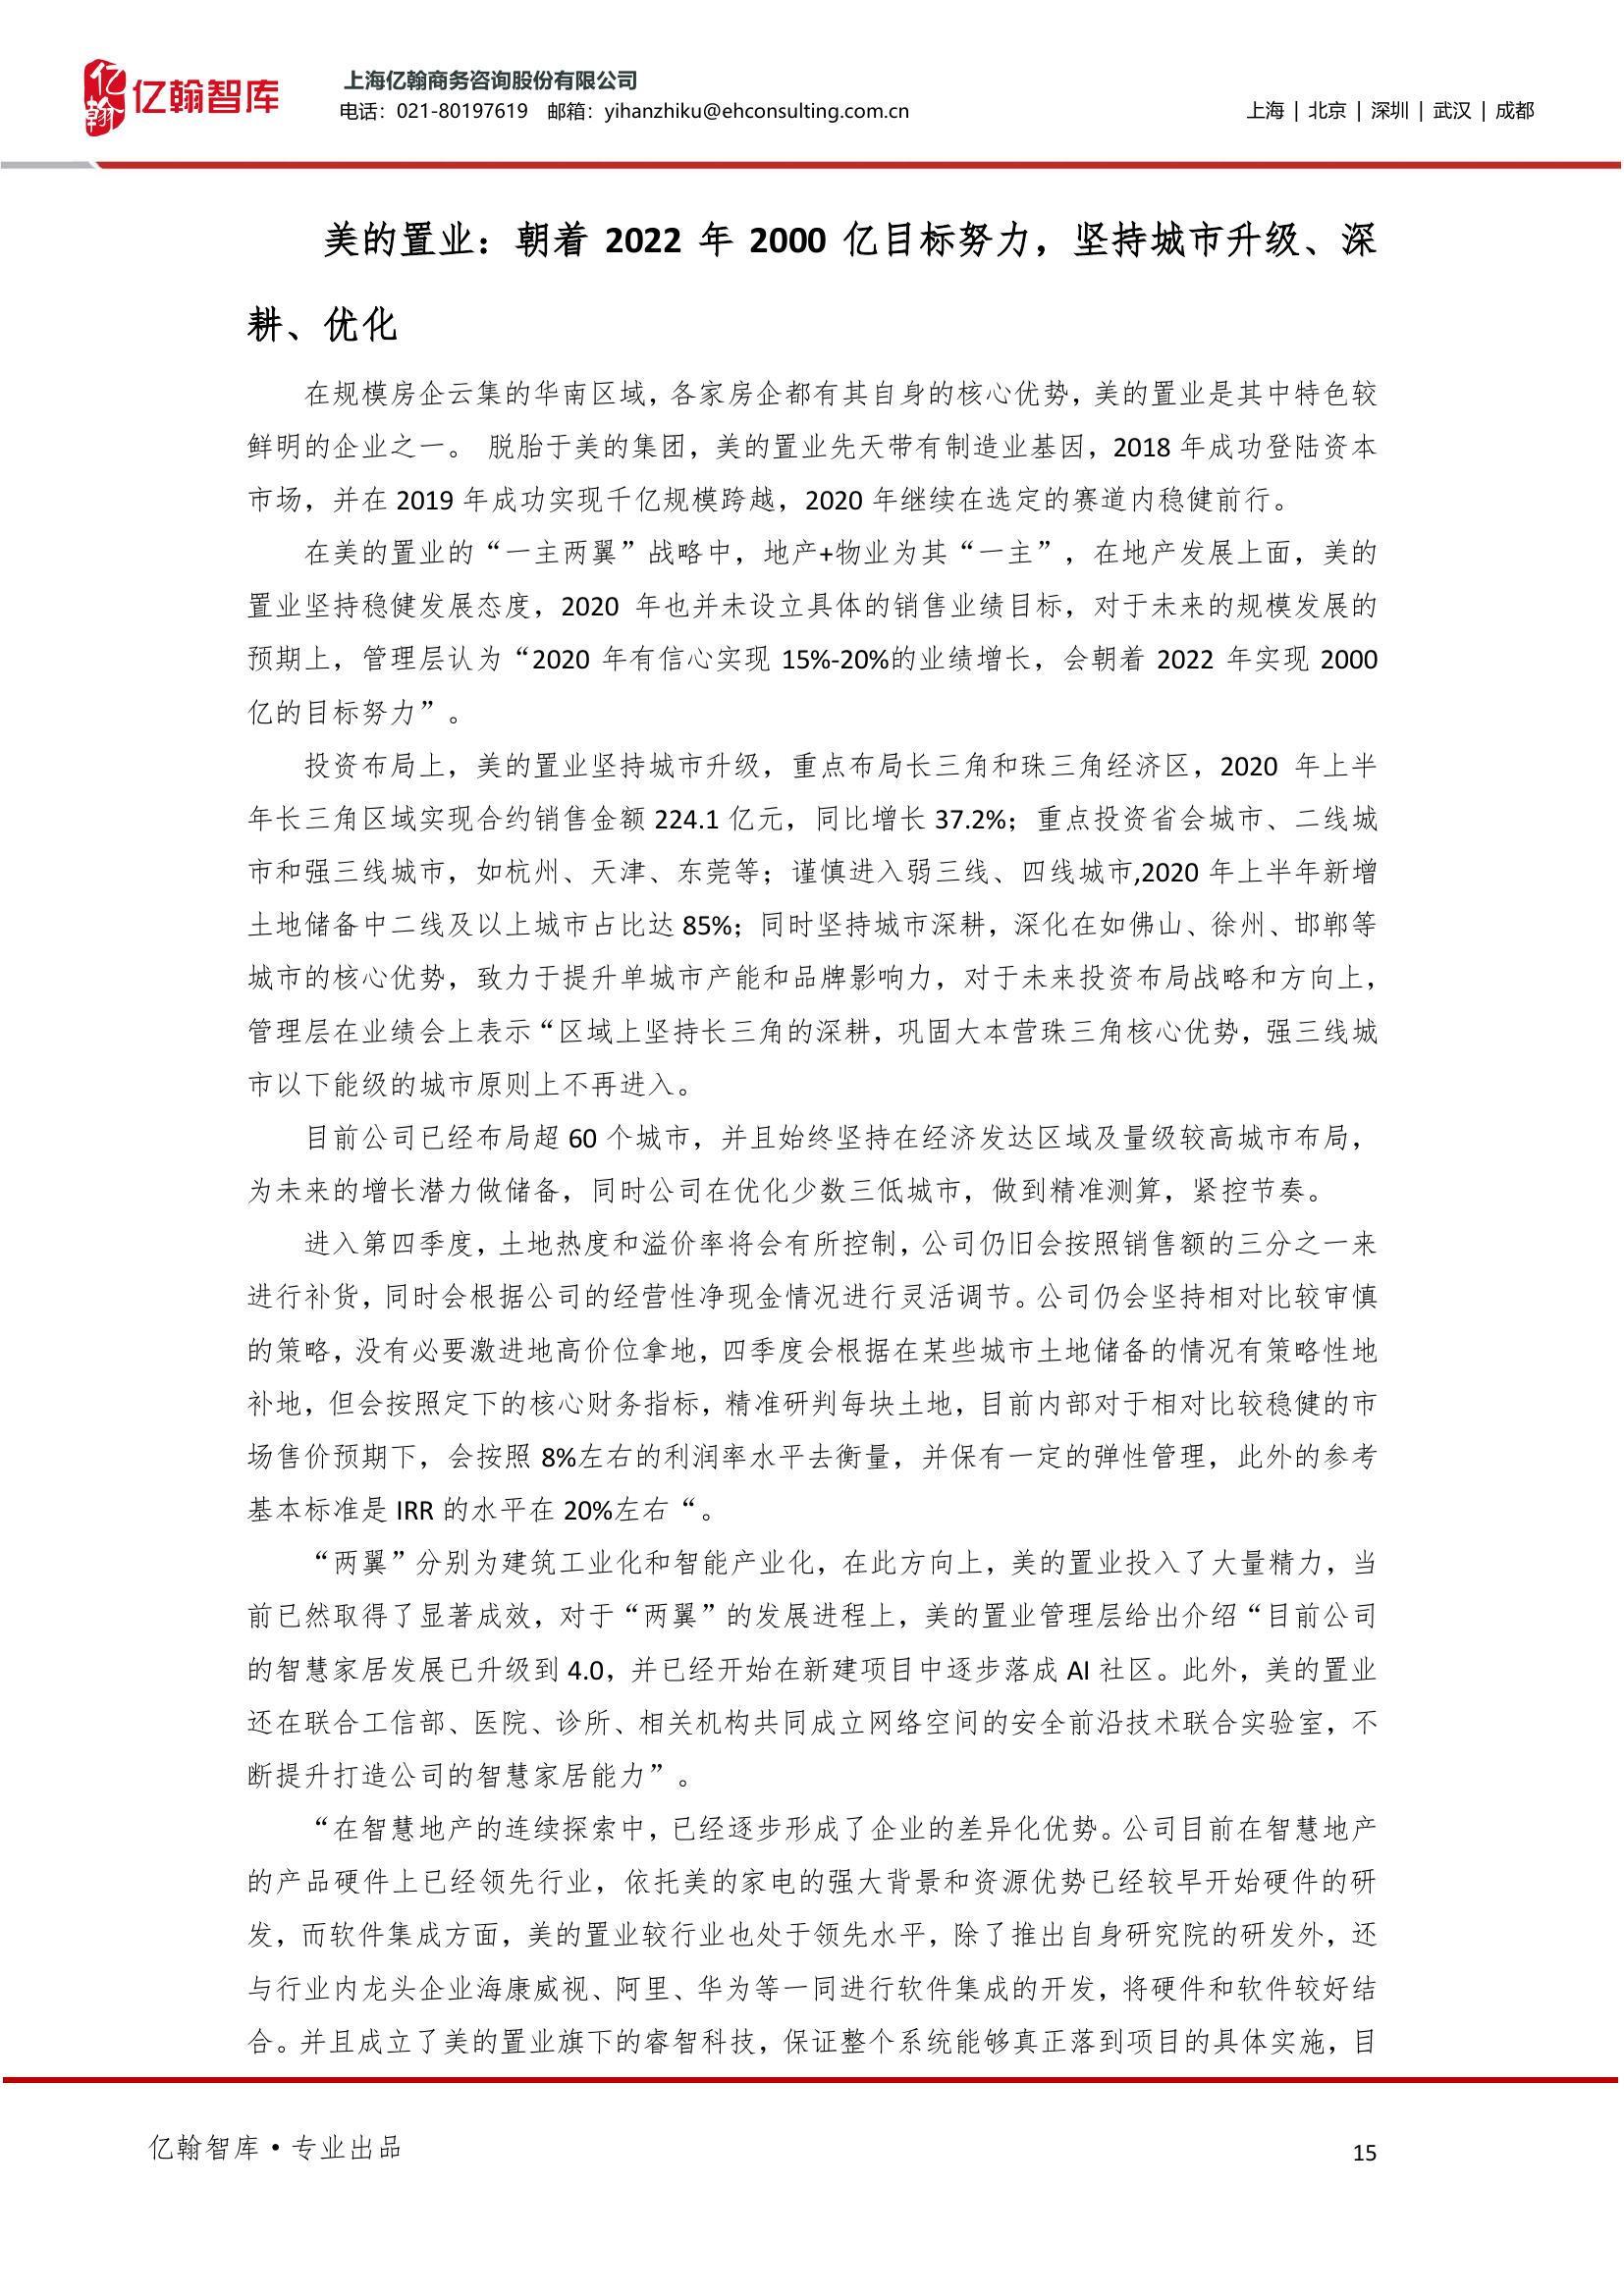 亿翰
亿翰智库
上海亿翰商务咨询股份有限公司
电话：021-80197619 邮箱：yihanzhiku@ehconsulting.com.cn
上海 | 北京 | 深圳 | 武汉 | 成都
美的置业：朝着 2022 年 2000 亿目标努力，坚持城市升级、深
耕、优化
在规模房企云集的华南区域，各家房企都有其自身的核心优势，美的置业是其中特色较
鲜明的企业之一。 脱胎于美的集团，美的置业先天带有制造业基因，2018 年成功登陆资本
市场，并在 2019 年成功实现千亿规模跨越，2020 年继续在选定的赛道内稳健前行。
在美的置业的“一主两翼”战略中，地产+物业为其“一主”，在地产发展上面，美的
置业坚持稳健发展态度，2020 年也并未设立具体的销售业绩目标，对于未来的规模发展的
预期上，管理层认为“2020 年有信心实现 15%-20%的业绩增长，会朝着 2022 年实现 2000
亿的目标努力”。
投资布局上，美的置业坚持城市升级，重点布局长三角和珠三角经济区，2020 年上半
年长三角区域实现合约销售金额 224.1 亿元，同比增长 37.2%；重点投资省会城市、二线城
市和强三线城市，如杭州、天津、东莞等；谨慎进入弱三线、四线城市,2020 年上半年新增
土地储备中二线及以上城市占比达 85%；同时坚持城市深耕，深化在如佛山、徐州、邯郸等
城市的核心优势，致力于提升单城市产能和品牌影响力，对于未来投资布局战略和方向上，
管理层在业绩会上表示“区域上坚持长三角的深耕，巩固大本营珠三角核心优势，强三线城
市以下能级的城市原则上不再进入。
目前公司已经布局超 60 个城市，并且始终坚持在经济发达区域及量级较高城市布局，
为未来的增长潜力做储备，同时公司在优化少数三低城市，做到精准测算，紧控节奏。
进入第四季度，土地热度和溢价率将会有所控制，公司仍旧会按照销售额的三分之一来
进行补货，同时会根据公司的经营性净现金情况进行灵活调节。公司仍会坚持相对比较审慎
的策略，没有必要激进地高价位拿地，四季度会根据在某些城市土地储备的情况有策略性地
补地，但会按照定下的核心财务指标，精准研判每块土地，目前内部对于相对比较稳健的市
场售价预期下，会按照 8%左右的利润率水平去衡量，并保有一定的弹性管理，此外的参考
基本标准是 IRR 的水平在 20%左右“。
“两翼”分别为建筑工业化和智能产业化，在此方向上，美的置业投入了大量精力，当
前已然取得了显著成效，对于“两翼”的发展进程上，美的置业管理层给出介绍“目前公司
的智慧家居发展已升级到 4.0，并已经开始在新建项目中逐步落成 AI 社区。此外，美的置业
还在联合工信部、医院、诊所、相关机构共同成立网络空间的安全前沿技术联合实验室，不
断提升打造公司的智慧家居能力”。
“在智慧地产的连续探索中，已经逐步形成了企业的差异化优势。公司目前在智慧地产
的产品硬件上已经领先行业，依托美的家电的强大背景和资源优势已经较早开始硬件的研
发，而软件集成方面，美的置业较行业也处于领先水平，除了推出自身研究院的研发外，还
与行业内龙头企业海康威视、阿里、华为等一同进行软件集成的开发，将硬件和软件较好结
合。并且成立了美的置业旗下的睿智科技，保证整个系统能够真正落到项目的具体实施，目
亿翰智库·专业出品
15